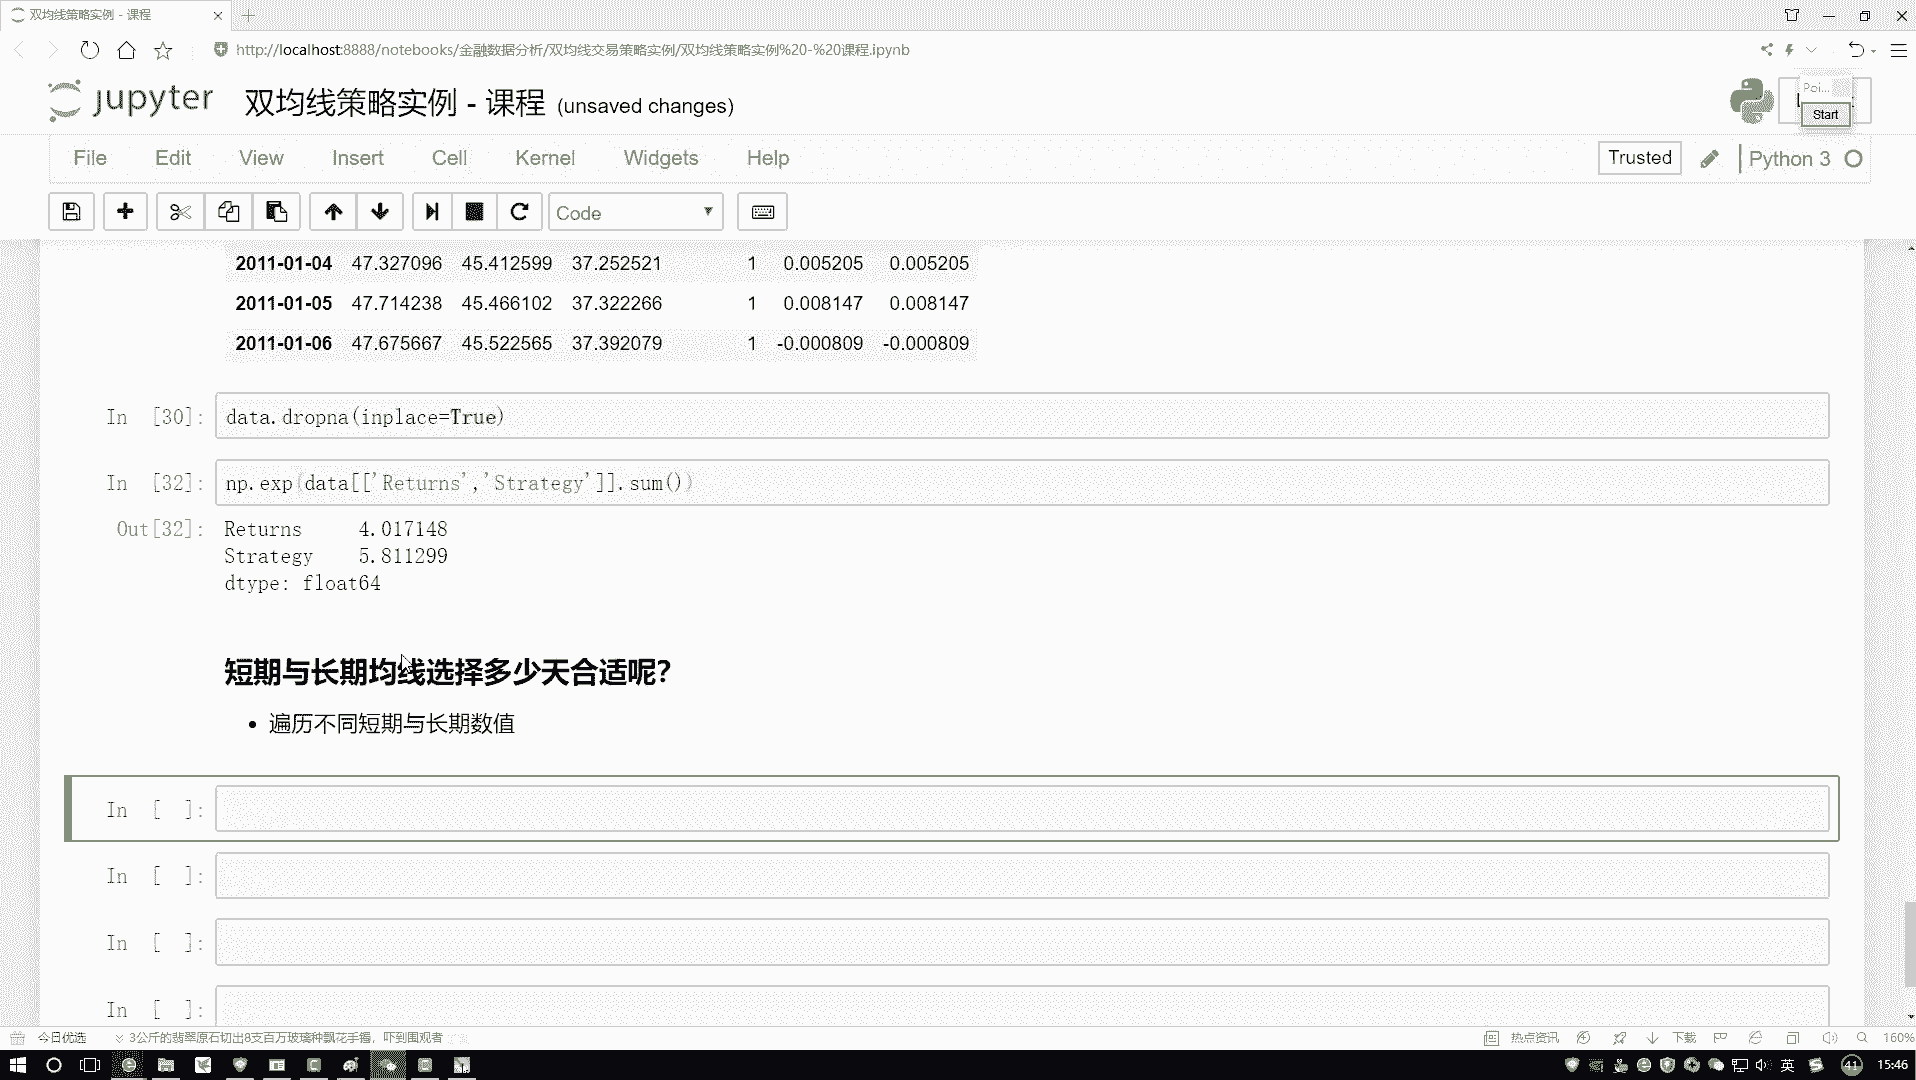 双均线策略实例 - 课程
http://localhost:8888/notebooks/金融数据分析/双均线交易策略实例/双均线策略实例%20-%20课程.ipynb
jupyter 双均线策略实例 - 课程 (unsaved changes)
Poi...
Start
File Edit View Insert Cell Kernel Widgets Help
Trusted
Python 3
Code
2011-01-04 47.327096 45.412599 37.252521 1 0.005205 0.005205
2011-01-05 47.714238 45.466102 37.322266 1 0.008147 0.008147
2011-01-06 47.675667 45.522565 37.392079 1 -0.000809 -0.000809
In [30]: data.dropna(inplace=True)
In [32]: np.exp(data[['Returns','Strategy']].sum())
Out[32]: Returns 4.017148
Strategy 5.811299
dtype: float64
短期与长期均线选择多少天合适呢?
• 遍历不同短期与长期数值
In [ ]:
In [ ]:
In [ ]:
In [ ]:
今日优选
3公斤的翡翠原石切出8支百万玻璃种飘花手镯，吓到围观者
热点资讯
下载
160%
英
41
15:46